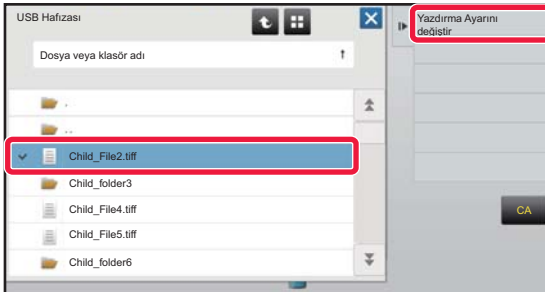 USB Hafızası
Yazdırma Ayarını
değiştir
Dosya veya klasör adı
.
..
Child_File2.tiff
Child_folder3
Child_File4.tiff
Child_File5.tiff
Child_folder6
CA